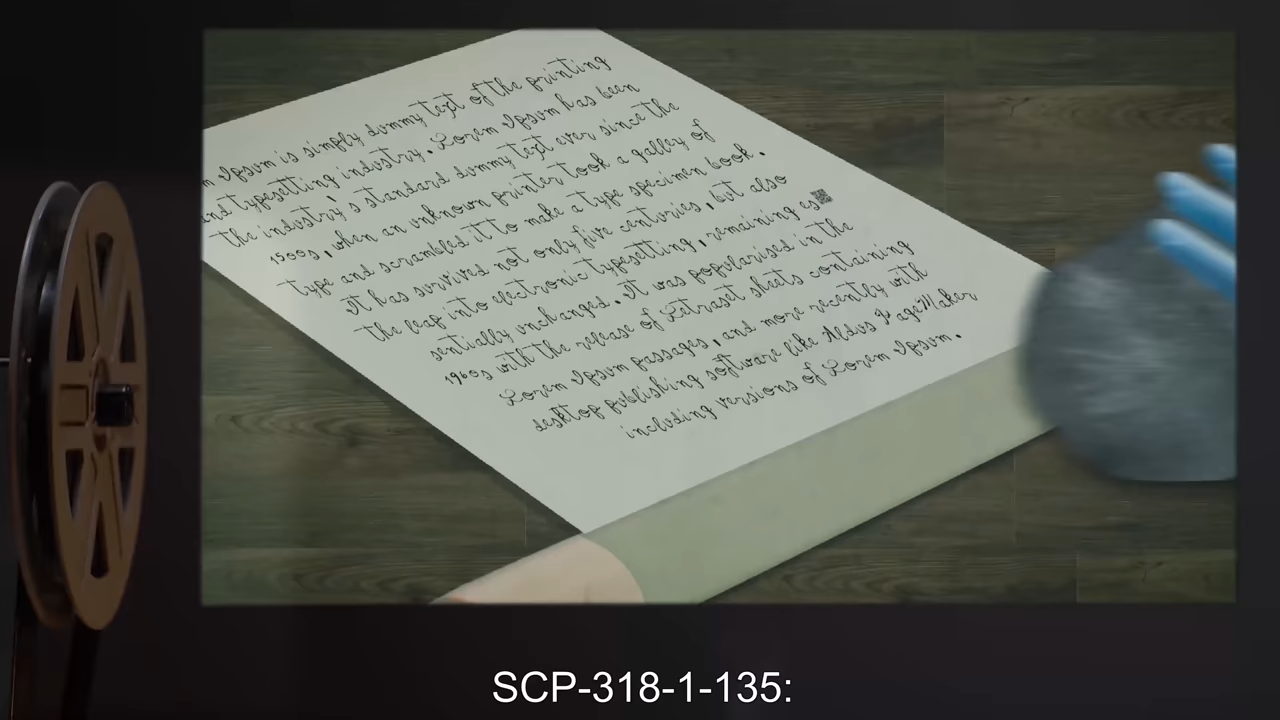 m Ipsum is simply dummy text of the printing
and typesetting industry. Lorem Ipsum has been
the industry's standard dummy text ever since the
1500s, when an unknown printer took a galley of
type and scrambled it to make a type specimen book.
It has survived not only five centuries, but also
the leap into electronic typesetting, remaining es
sentially unchanged. It was popularised in the
1960s with the release of Letraset sheets containing
Lorem Ipsum passages, and more recently with
desktop publishing software like Aldus PageMaker
including versions of Lorem Ipsum.
SCP-318-1-135: